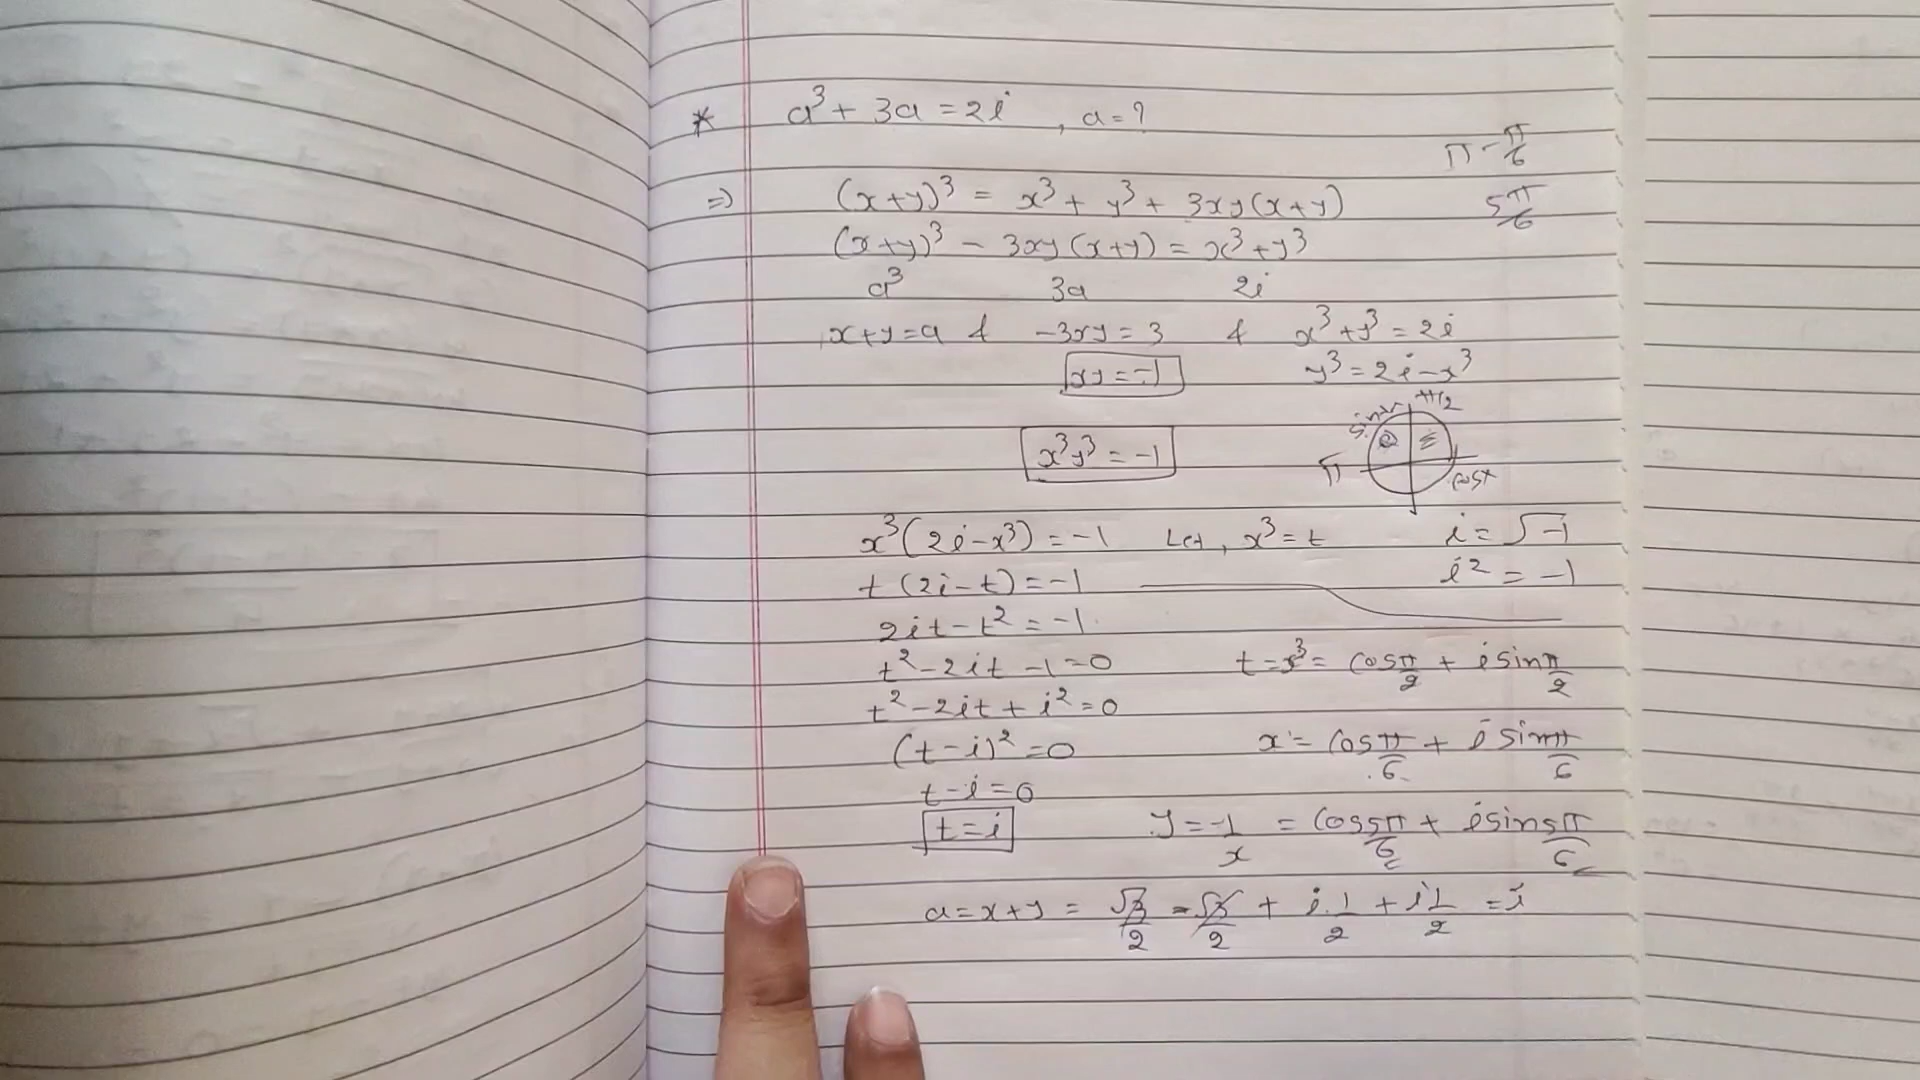 * a³ + 3a = 2i , a = ?
π - π/6
⇒ (x+y)³ = x³ + y³ + 3xy(x+y)
5π/6
(x+y)³ - 3xy(x+y) = x³+y³
a³ 3a 2i
x+y=a & -3xy = 3 & x³+y³ = 2i
xy = -1 y³ = 2i - x³
π/2
x³y³ = -1 π cosx
x³(2i-x³) = -1 Let, x³ = t i = √-1
t(2i-t) = -1 i² = -1
2it - t² = -1
t² - 2it - 1 = 0 t = x³ = cos π/2 + i sin π/2
t² - 2it + i² = 0
(t-i)² = 0 x = cos π/6 + i sin π/6
t - i = 0
t = i y = -1/x = cos 5π/6 + i sin 5π/6
a = x+y = √3/2 - √3/2 + i·1/2 + i 1/2 = i